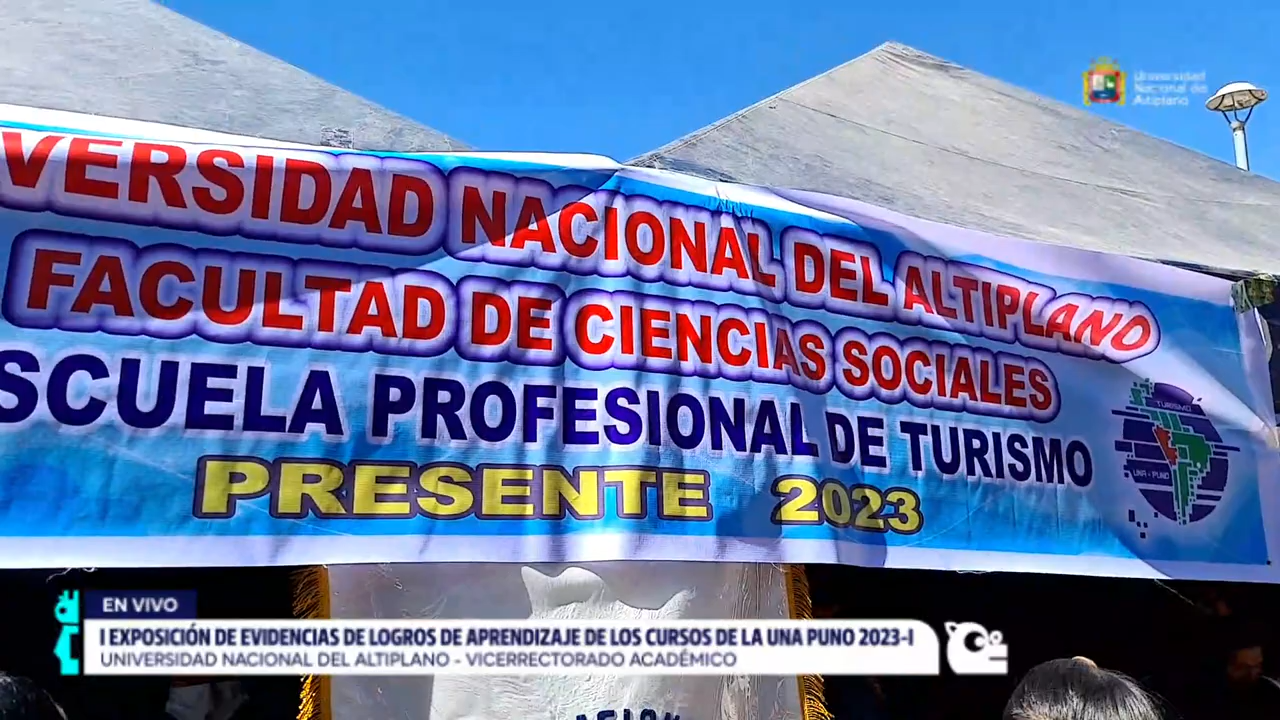 Universidad
Nacional del
Altiplano
VERSIDAD NACIONAL DEL ALTIPLANO
FACULTAD DE CIENCIAS SOCIALES
SCUELA PROFESIONAL DE TURISMO
PRESENTE 2023
TURISMO
UNA - PUNO
EN VIVO
I EXPOSICIÓN DE EVIDENCIAS DE LOGROS DE APRENDIZAJE DE LOS CURSOS DE LA UNA PUNO 2023-I
UNIVERSIDAD NACIONAL DEL ALTIPLANO - VICERRECTORADO ACADÉMICO